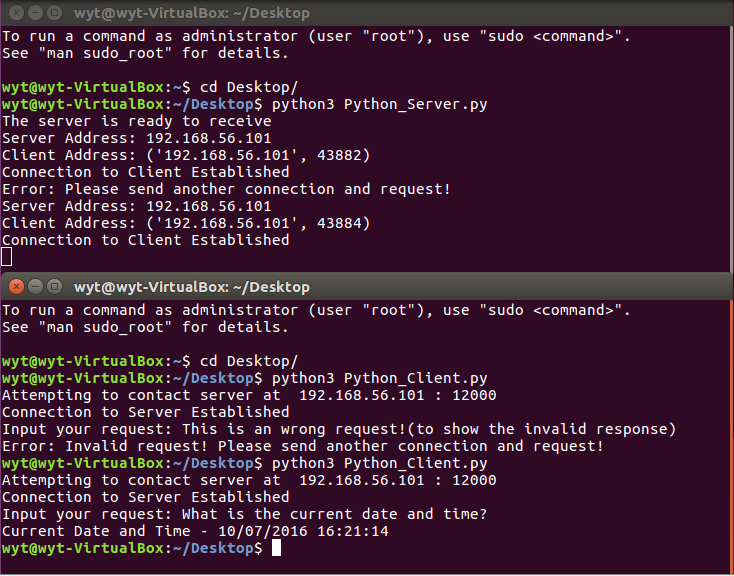 wyt@wyt-VirtualBox: ~/Desktop
To run a command as administrator (user "root"), use "sudo <command>".
See "man sudo_root" for details.
wyt@wyt-VirtualBox:~$ cd Desktop/
wyt@wyt-VirtualBox:~/Desktop$ python3 Python_Server.py
The server is ready to receive
Server Address: 192.168.56.101
Client Address: ('192.168.56.101', 43882)
Connection to Client Established
Error: Please send another connection and request!
Server Address: 192.168.56.101
Client Address: ('192.168.56.101', 43884)
Connection to Client Established
wyt@wyt-VirtualBox: ~/Desktop
To run a command as administrator (user "root"), use "sudo <command>".
See "man sudo_root" for details.
wyt@wyt-VirtualBox:~$ cd Desktop/
wyt@wyt-VirtualBox:~/Desktop$ python3 Python_Client.py
Attempting to contact server at  192.168.56.101 : 12000
Connection to Server Established
Input your request: This is an wrong request!(to show the invalid response)
Error: Invalid request! Please send another connection and request!
wyt@wyt-VirtualBox:~/Desktop$ python3 Python_Client.py
Attempting to contact server at  192.168.56.101 : 12000
Connection to Server Established
Input your request: What is the current date and time?
Current Date and Time - 10/07/2016 16:21:14
wyt@wyt-VirtualBox:~/Desktop$